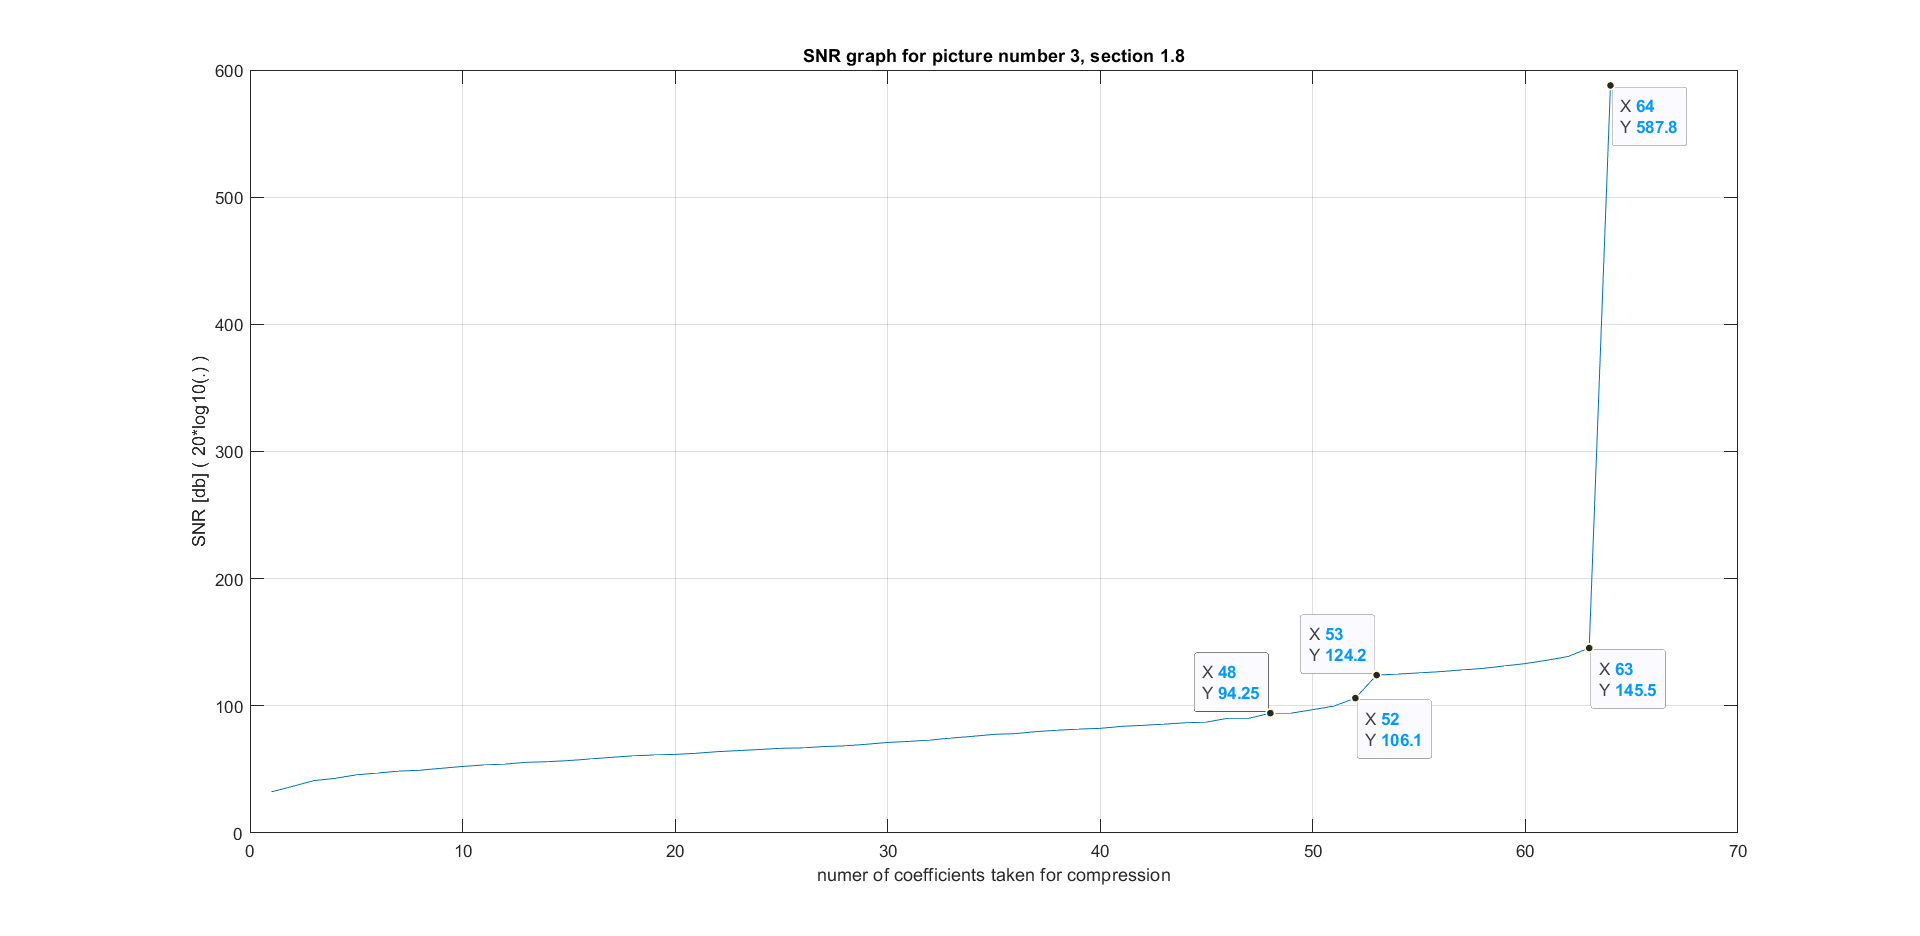 SNR graph for picture number 3, section 1.8
600
500
400
300
200
100
0
SNR [db] ( 20*log10(.) )
X 64
Y 587.8
X 53
Y 124.2
X 48
Y 94.25
X 63
Y 145.5
X 52
Y 106.1
0 10 20 30 40 50 60 70
numer of coefficients taken for compression